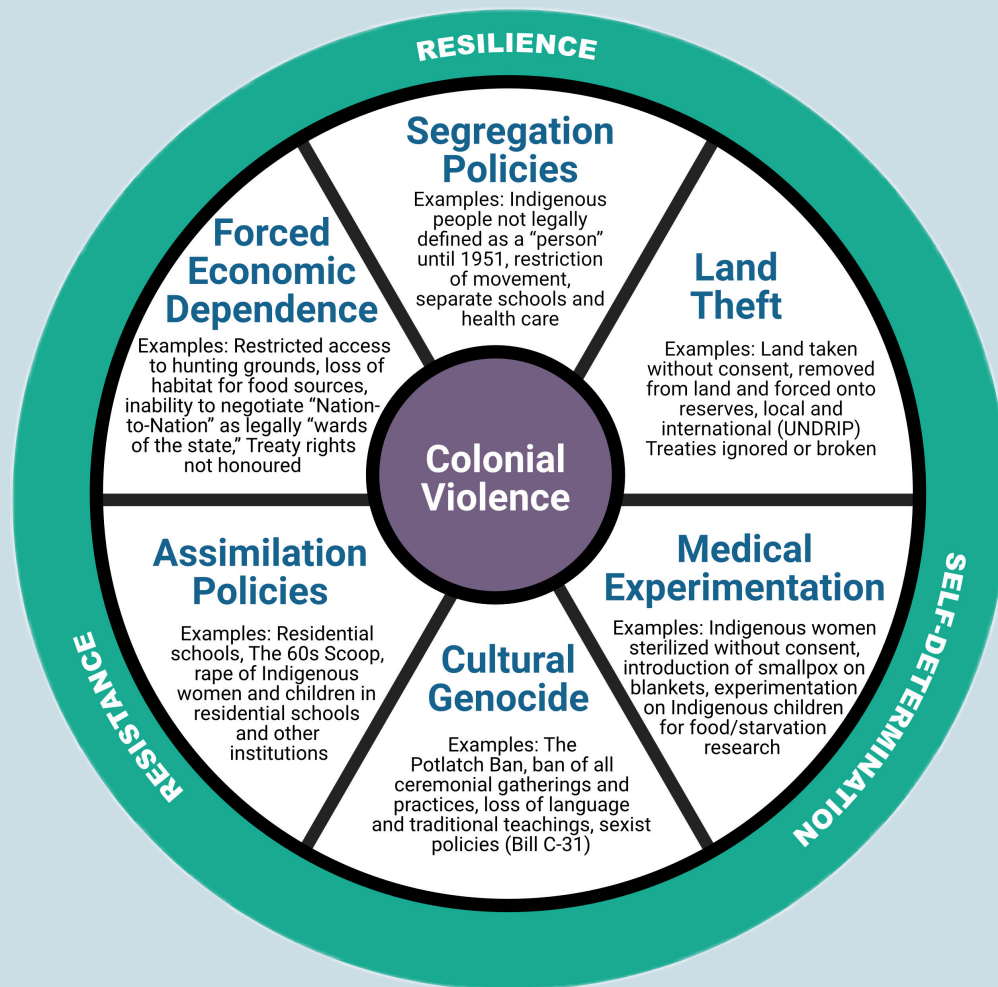 RESILIENCE
Segregation
Policies
Examples: Indigenous
people not legally
defined as a “person”
until 1951, restriction
of movement,
separate schools and
health care
Land
Theft
Examples: Land taken
without consent, removed
from land and forced onto
reserves, local and
international (UNDRIP)
Treaties ignored or broken
Medical
Experimentation
Examples: Indigenous women
sterilized without consent,
introduction of smallpox on
blankets, experimentation
on Indigenous children
for food/starvation
research
Cultural
Genocide
Examples: The
Potlatch Ban, ban of all
ceremonial gatherings and
practices, loss of language
and traditional teachings, sexist
policies (Bill C-31)
Assimilation
Policies
Examples: Residential
schools, The 60s Scoop,
rape of Indigenous
women and children in
residential schools
and other
institutions
Forced
Economic
Dependence
Examples: Restricted access
to hunting grounds, loss of
habitat for food sources,
inability to negotiate “Nation-
to-Nation” as legally “wards
of the state,” Treaty rights
not honoured
Colonial
Violence
SELF-DETERMINATION
RESISTANCE